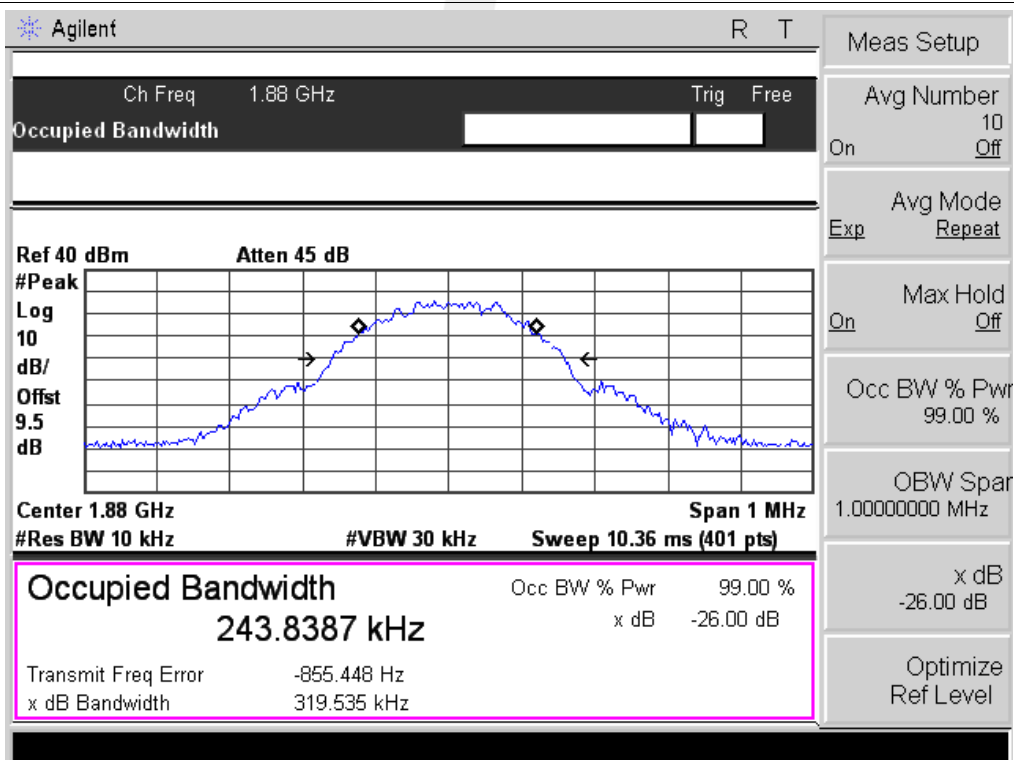 Agilent R T
Ch Freq 1.88 GHz Trig Free
Occupied Bandwidth
Ref 40 dBm Atten 45 dB
#Peak
Log
10
dB/
Offst
9.5
dB
Center 1.88 GHz Span 1 MHz
#Res BW 10 kHz #VBW 30 kHz Sweep 10.36 ms (401 pts)
Occupied Bandwidth Occ BW % Pwr 99.00 %
243.8387 kHz x dB -26.00 dB
Transmit Freq Error -855.448 Hz
x dB Bandwidth 319.535 kHz
Meas Setup
Avg Number
10
On Off
Avg Mode
Exp Repeat
Max Hold
On Off
Occ BW % Pwr
99.00 %
OBW Span
1.00000000 MHz
x dB
-26.00 dB
Optimize
Ref Level